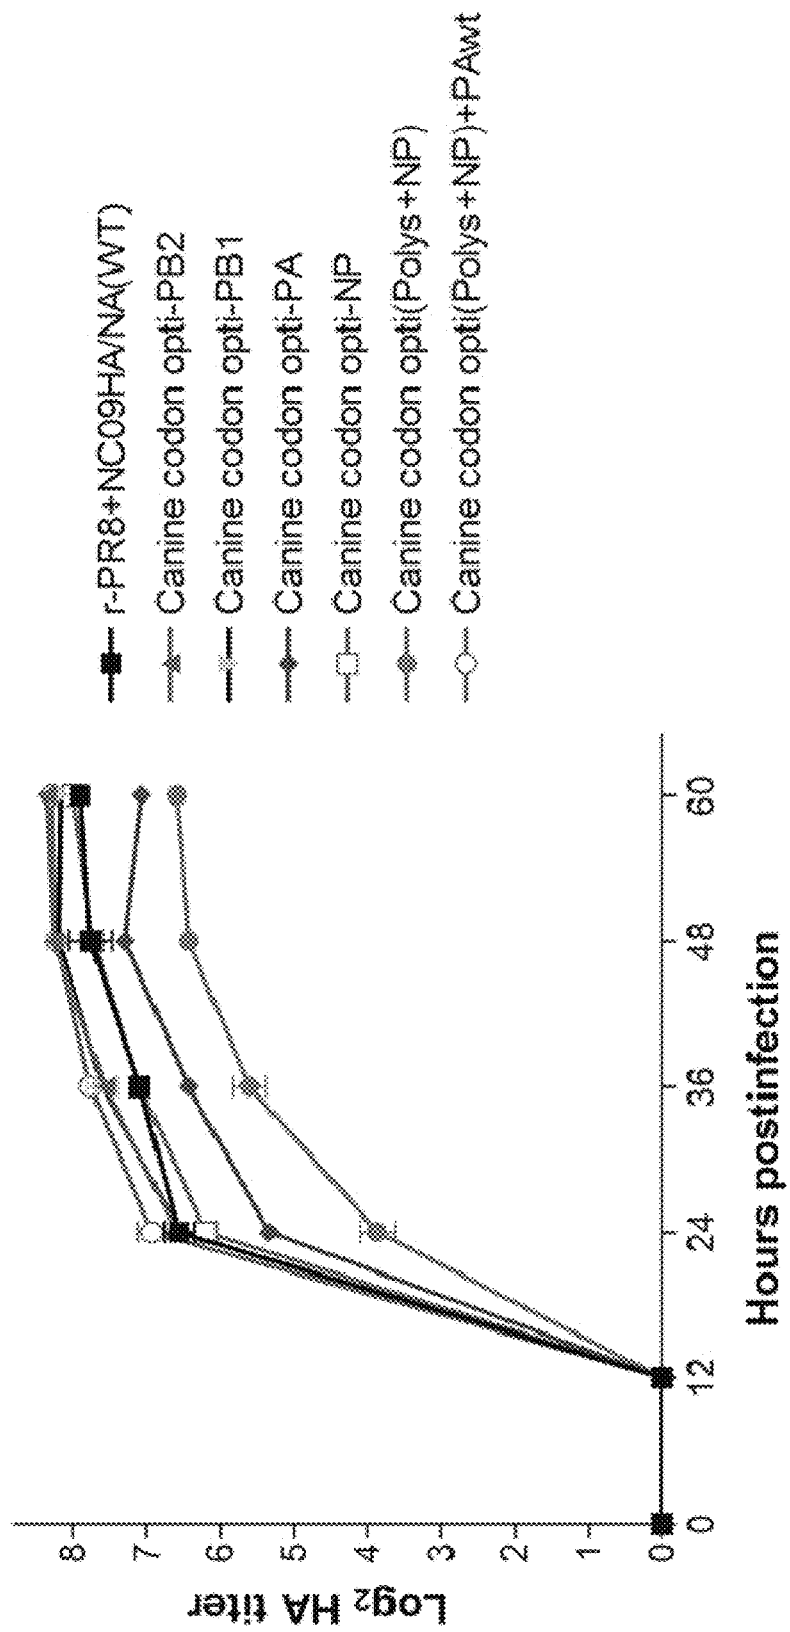 Log₂ HA titer
8
7
6
5
4
3
2
1
0
0
12
24
36
48
60
Hours postinfection
r-PR8+NC09HA/NA(WT)
Canine codon opti-PB2
Canine codon opti-PB1
Canine codon opti-PA
Canine codon opti-NP
Canine codon opti(Polys+NP)
Canine codon opti(Polys+NP)+PAwt